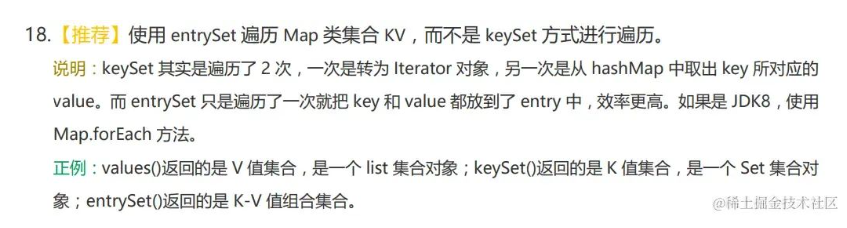 18.【推荐】使用 entrySet 遍历 Map 类集合 KV，而不是 keySet 方式进行遍历。
说明：keySet 其实是遍历了 2 次，一次是转为 Iterator 对象，另一次是从 hashMap 中取出 key 所对应的
value。而 entrySet 只是遍历了一次就把 key 和 value 都放到了 entry 中，效率更高。如果是 JDK8，使用
Map.forEach 方法。
正例：values()返回的是 V 值集合，是一个 list 集合对象；keySet()返回的是 K 值集合，是一个 Set 集合对
象；entrySet()返回的是 K-V 值组合集合。
@稀土掘金技术社区